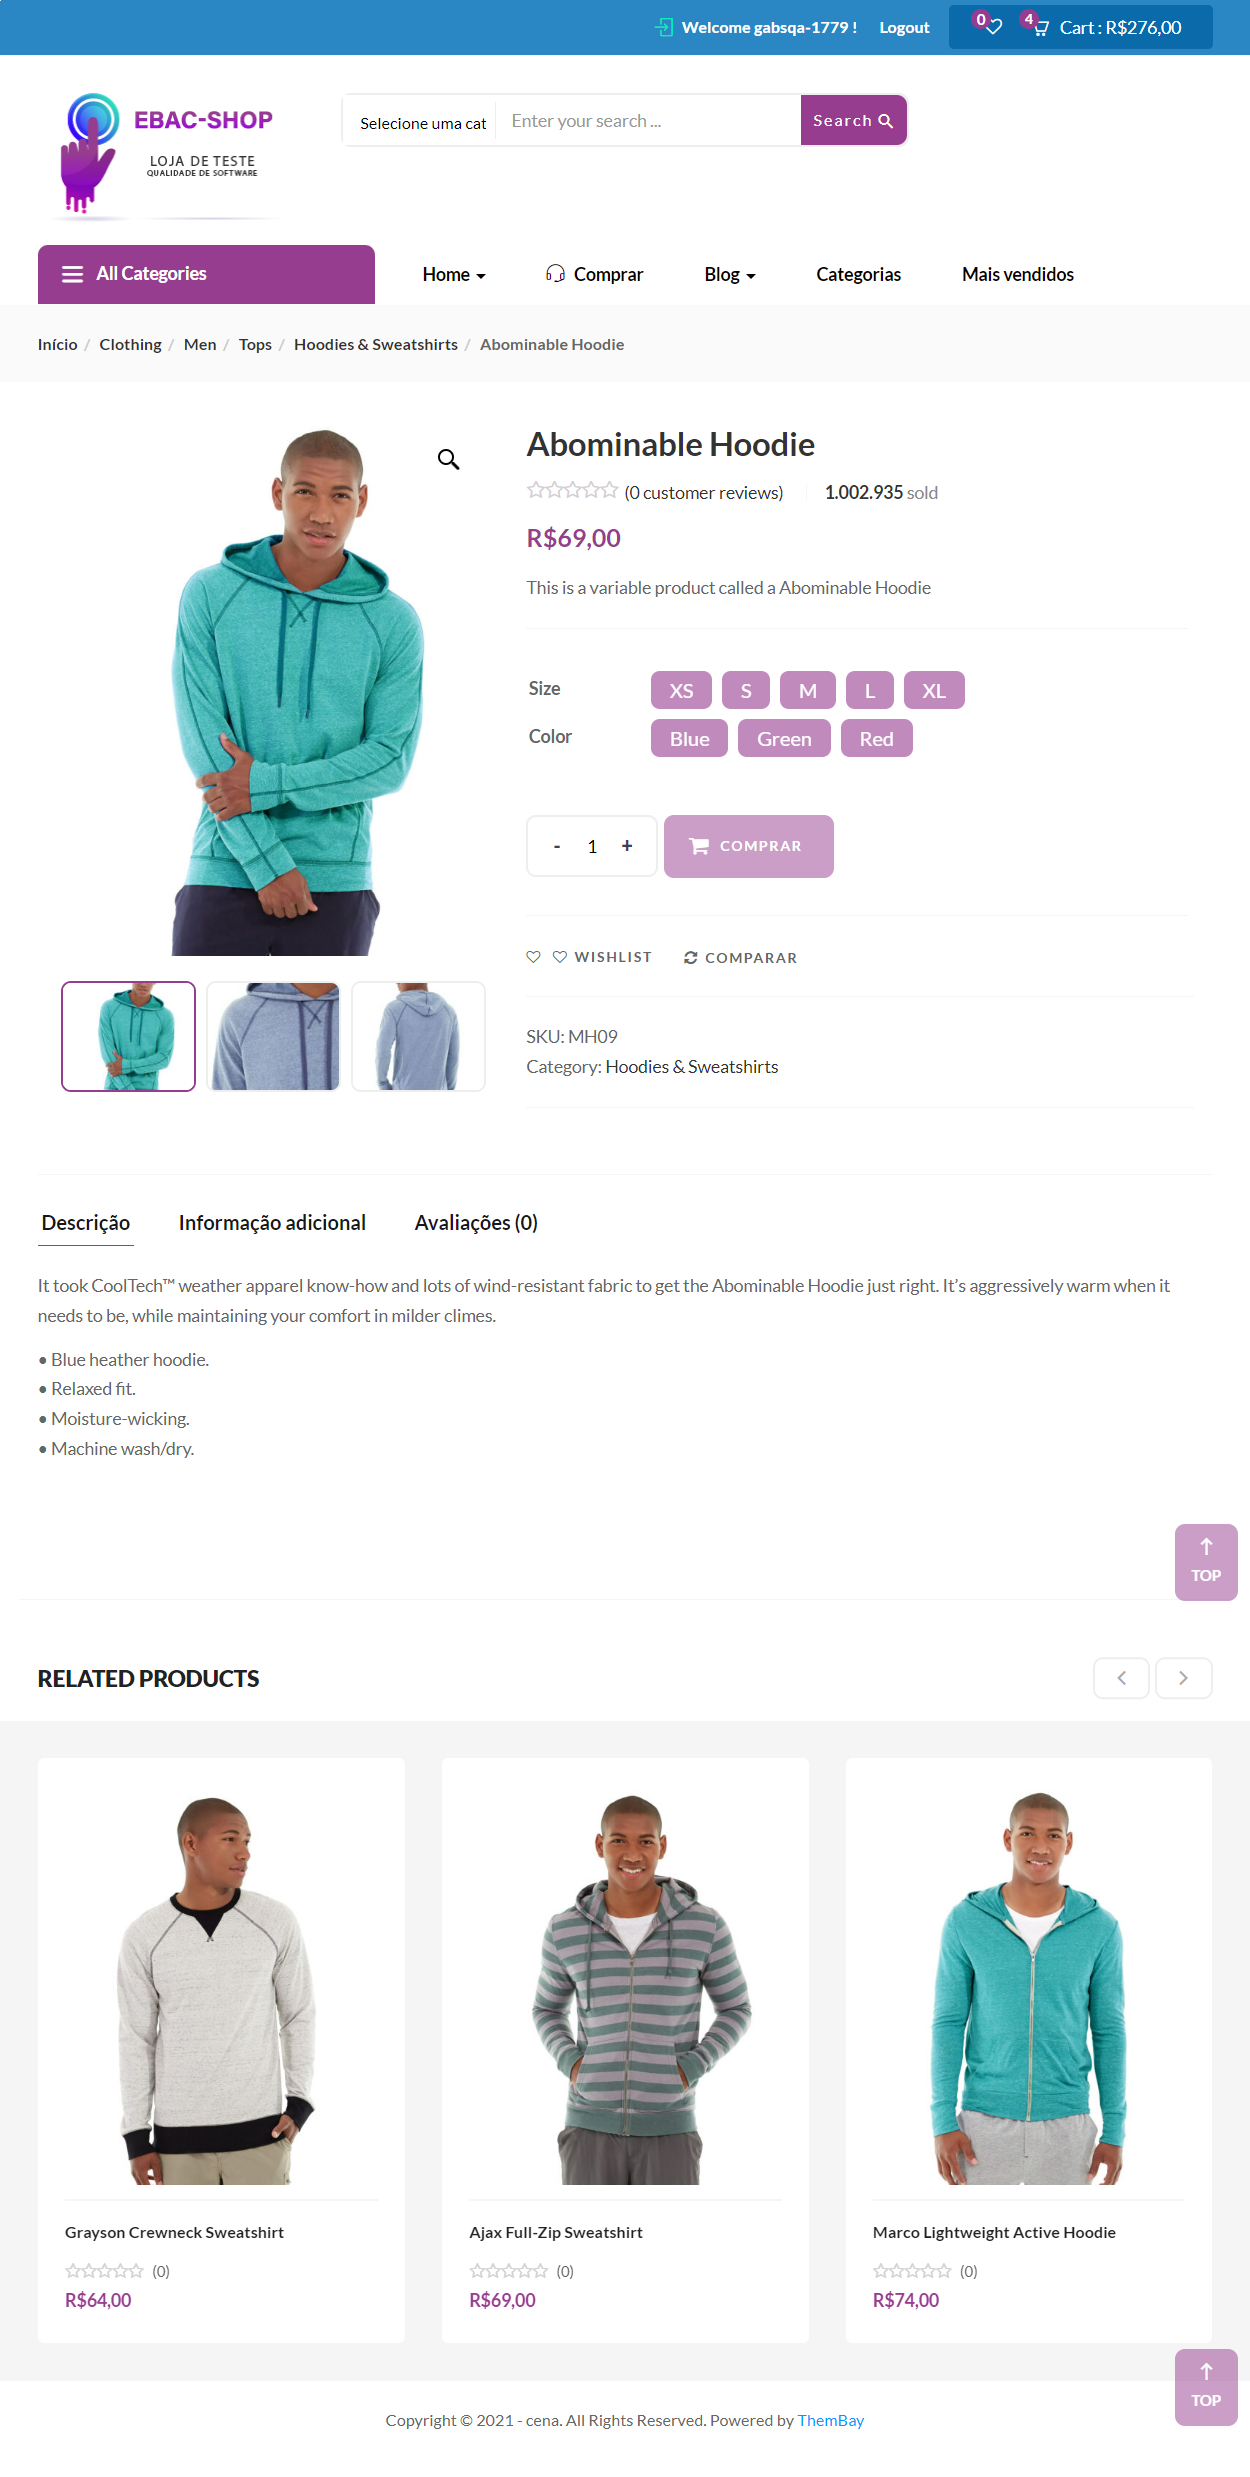 Welcome gabsqa-1779 !
Logout
0
4
Cart : R$276,00
EBAC-SHOP
LOJA DE TESTE
QUALIDADE DE SOFTWARE
Selecione uma cat
Enter your search ...
Search
All Categories
Home
Comprar
Blog
Categorias
Mais vendidos
Início / Clothing / Men / Tops / Hoodies & Sweatshirts / Abominable Hoodie
Abominable Hoodie
(0 customer reviews)
1.002.935 sold
R$69,00
This is a variable product called a Abominable Hoodie
Size
XS S M L XL
Color
Blue Green Red
- 1 +
COMPRAR
WISHLIST
COMPARAR
SKU: MH09
Category: Hoodies & Sweatshirts
Descrição
Informação adicional
Avaliações (0)
It took CoolTech™ weather apparel know-how and lots of wind-resistant fabric to get the Abominable Hoodie just right. It’s aggressively warm when it
needs to be, while maintaining your comfort in milder climes.
• Blue heather hoodie.
• Relaxed fit.
• Moisture-wicking.
• Machine wash/dry.
TOP
RELATED PRODUCTS
Grayson Crewneck Sweatshirt
(0)
R$64,00
Ajax Full-Zip Sweatshirt
(0)
R$69,00
Marco Lightweight Active Hoodie
(0)
R$74,00
TOP
Copyright © 2021 - cena. All Rights Reserved. Powered by ThemBay